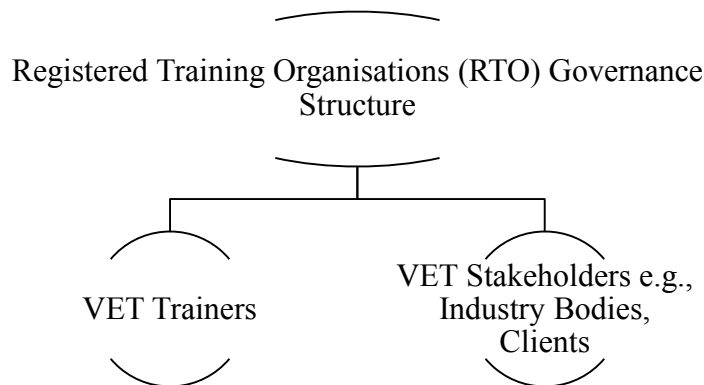 Registered Training Organisations (RTO) Governance
Structure
VET Trainers
VET Stakeholders e.g.,
Industry Bodies,
Clients